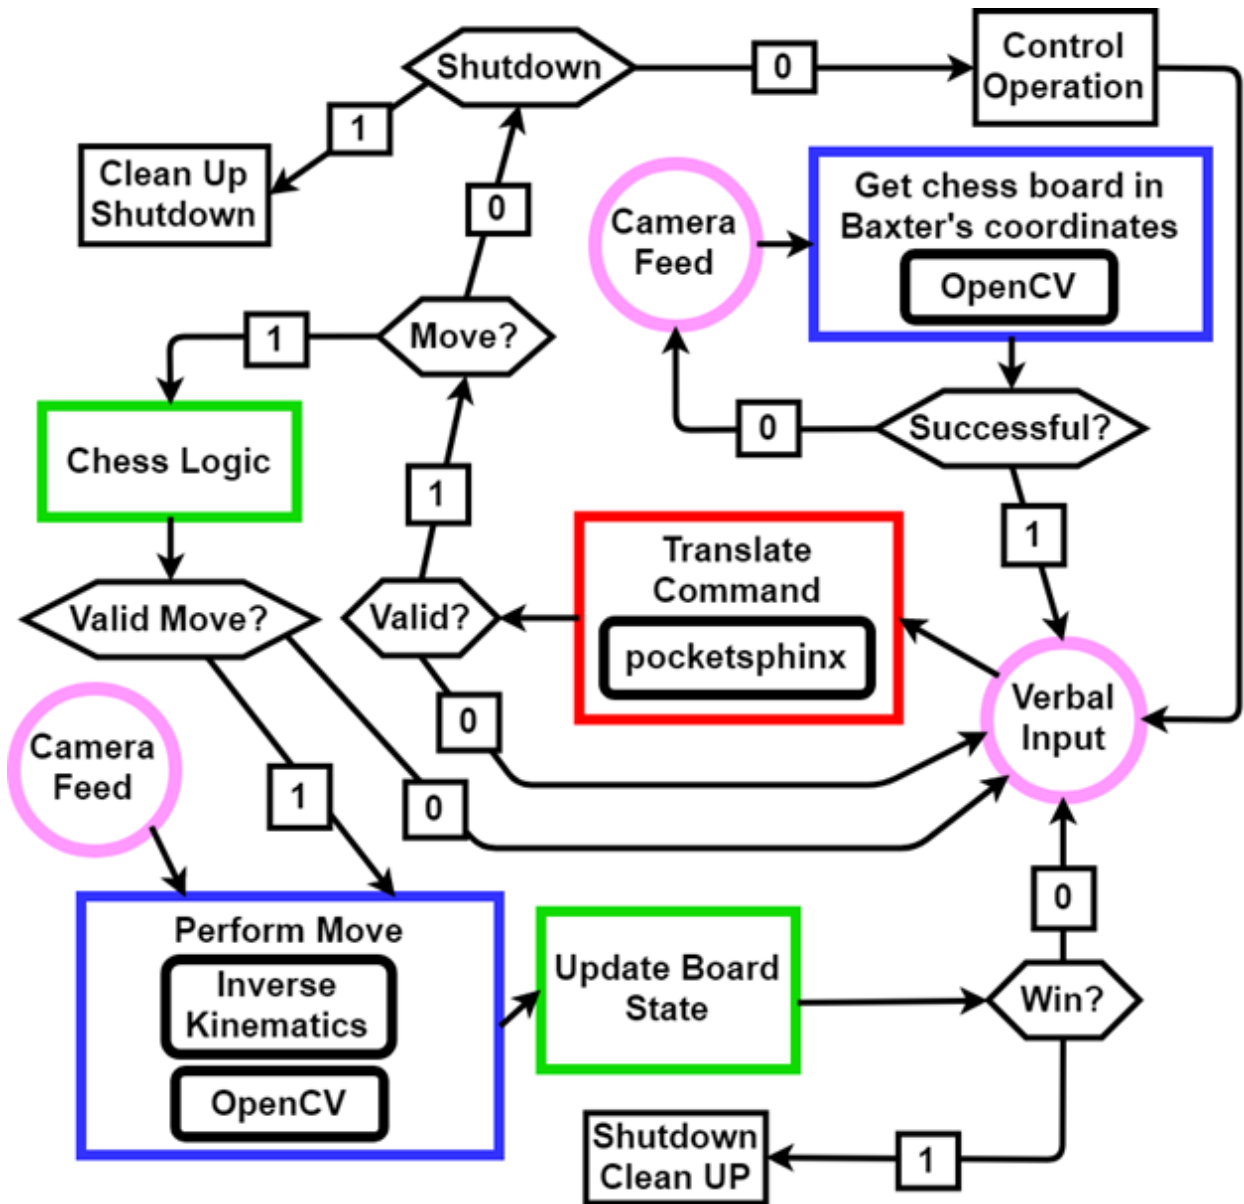 Shutdown
0
Control
Operation
1
Clean Up
Shutdown
0
Camera
Feed
Get chess board in
Baxter's coordinates
OpenCV
1
Move?
0
Successful?
Chess Logic
1
1
Translate
Command
pocketsphinx
Valid Move?
Valid?
Verbal
Input
0
Camera
Feed
1
0
0
Perform Move
Inverse
Kinematics
OpenCV
Update Board
State
Win?
Shutdown
Clean UP
1